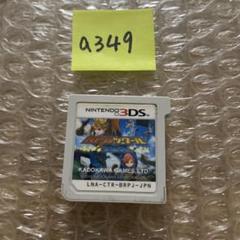 a349
NINTENDO 3DS
KADOKAWA GAMES LTD
LNA-CTR-BRPJ-JPN